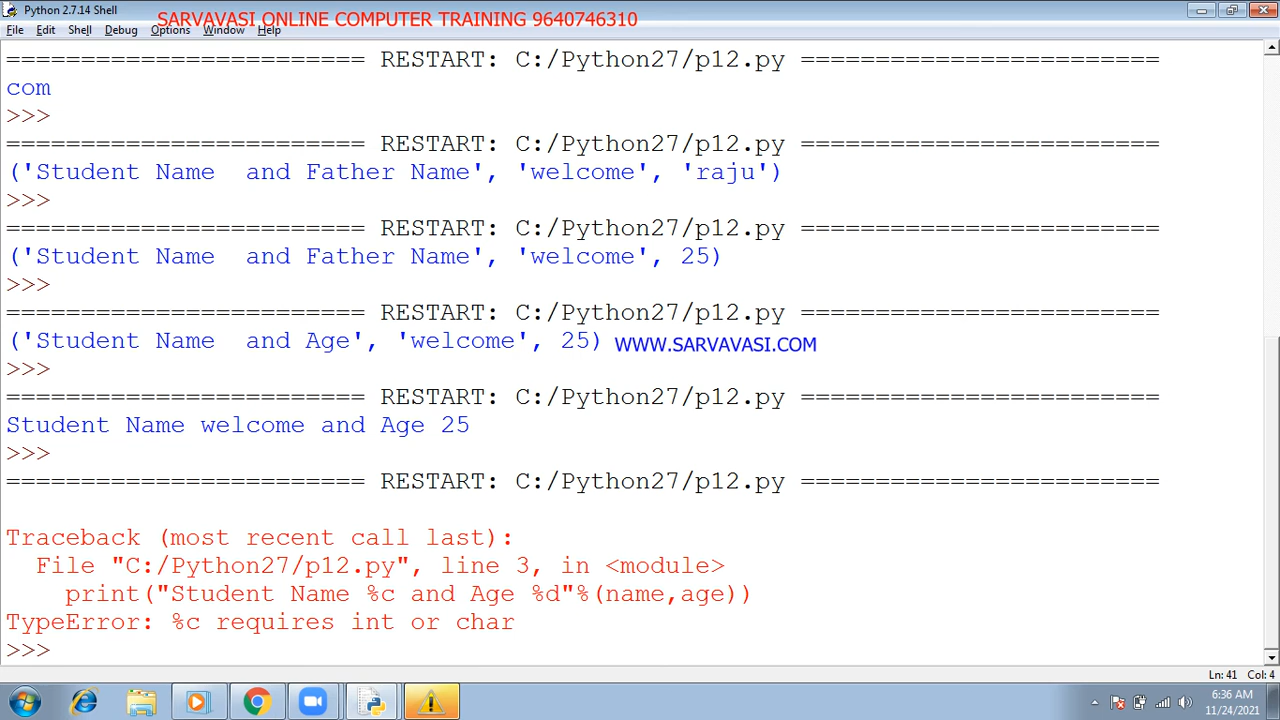 Python 2.7.14 Shell
SARVAVASI ONLINE COMPUTER TRAINING 9640746310
File Edit Shell Debug Options Window Help
======================== RESTART: C:/Python27/p12.py ========================
com
>>>
======================== RESTART: C:/Python27/p12.py ========================
('Student Name  and Father Name', 'welcome', 'raju')
>>>
======================== RESTART: C:/Python27/p12.py ========================
('Student Name  and Father Name', 'welcome', 25)
>>>
======================== RESTART: C:/Python27/p12.py ========================
('Student Name  and Age', 'welcome', 25) WWW.SARVAVASI.COM
>>>
======================== RESTART: C:/Python27/p12.py ========================
Student Name welcome and Age 25
>>>
======================== RESTART: C:/Python27/p12.py ========================
Traceback (most recent call last):
  File "C:/Python27/p12.py", line 3, in <module>
    print("Student Name %c and Age %d"%(name,age))
TypeError: %c requires int or char
>>>
Ln: 41 Col: 4
6:36 AM
11/24/2021